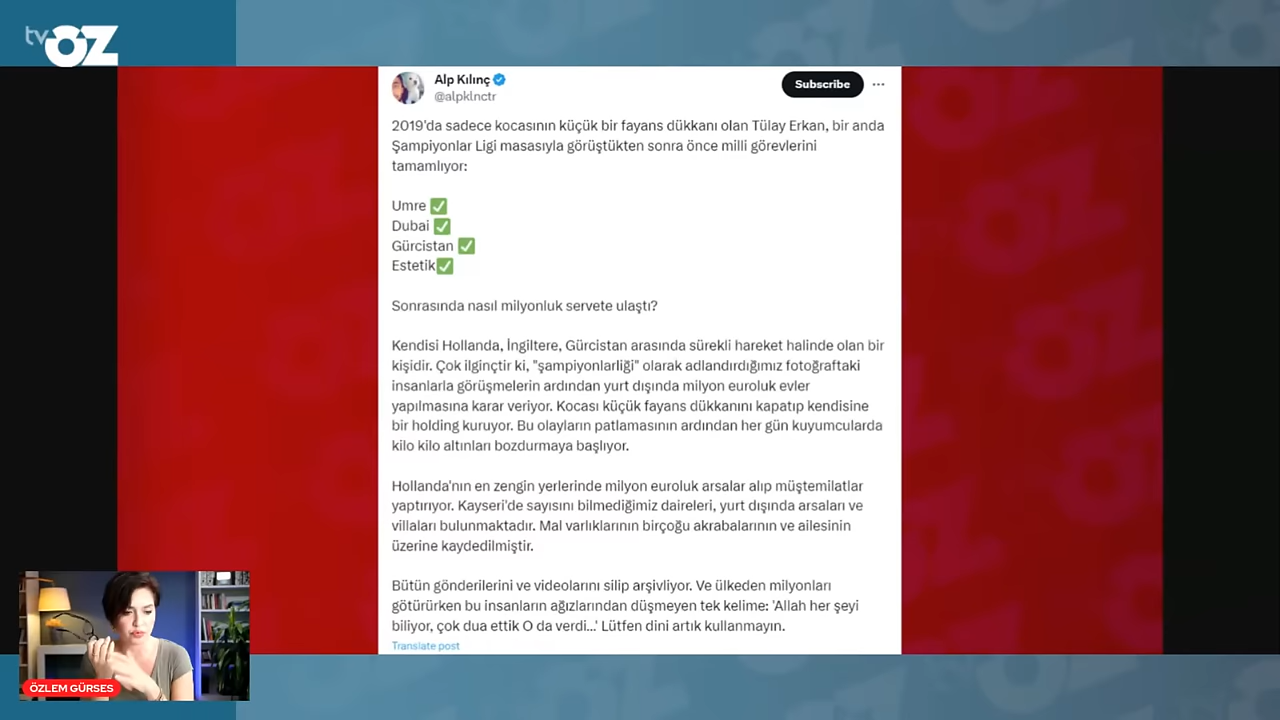 tv ÖZ
Alp Kılınç
@alpklnctr
Subscribe
2019'da sadece kocasının küçük bir fayans dükkanı olan Tülay Erkan, bir anda
Şampiyonlar Ligi masasıyla görüştükten sonra önce milli görevlerini
tamamlıyor:
Umre ✅
Dubai ✅
Gürcistan ✅
Estetik✅
Sonrasında nasıl milyonluk servete ulaştı?
Kendisi Hollanda, İngiltere, Gürcistan arasında sürekli hareket halinde olan bir
kişidir. Çok ilginçtir ki, "şampiyonlarliği" olarak adlandırdığımız fotoğraftaki
insanlarla görüşmelerin ardından yurt dışında milyon euroluk evler
yapılmasına karar veriyor. Kocası küçük fayans dükkanını kapatıp kendisine
bir holding kuruyor. Bu olayların patlamasının ardından her gün kuyumcularda
kilo kilo altınları bozdurmaya başlıyor.
Hollanda'nın en zengin yerlerinde milyon euroluk arsalar alıp müştemilatlar
yaptırıyor. Kayseri'de sayısını bilmediğimiz daireleri, yurt dışında arsaları ve
villaları bulunmaktadır. Mal varlıklarının birçoğu akrabalarının ve ailesinin
üzerine kaydedilmiştir.
Bütün gönderilerini ve videolarını silip arşivliyor. Ve ülkeden milyonları
götürürken bu insanların ağızlarından düşmeyen tek kelime: 'Allah her şeyi
biliyor, çok dua ettik O da verdi...' Lütfen dini artık kullanmayın.
Translate post
ÖZLEM GÜRSES